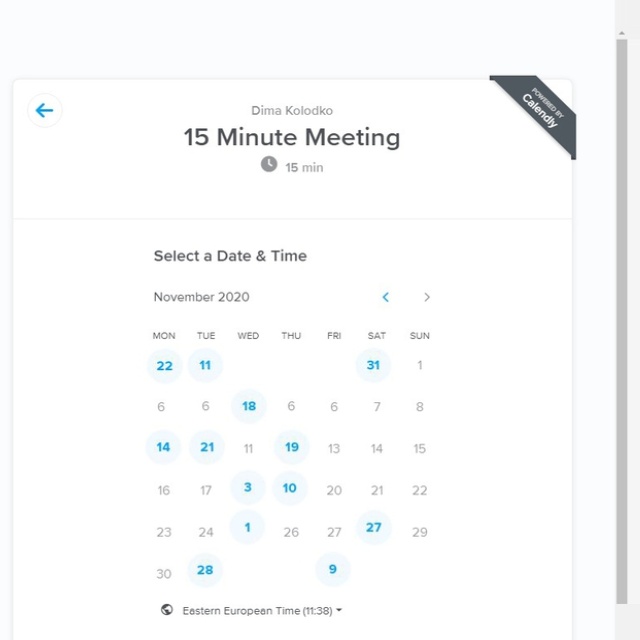 POWERED BY
Calendly
Dima Kolodko
15 Minute Meeting
15 min
Select a Date & Time
November 2020
MON TUE WED THU FRI SAT SUN
22 11 31 1
6 6 18 6 6 7 8
14 21 11 19 13 14 15
16 17 3 10 20 21 22
23 24 1 26 27 27 29
30 28 9
Eastern European Time (11:38)